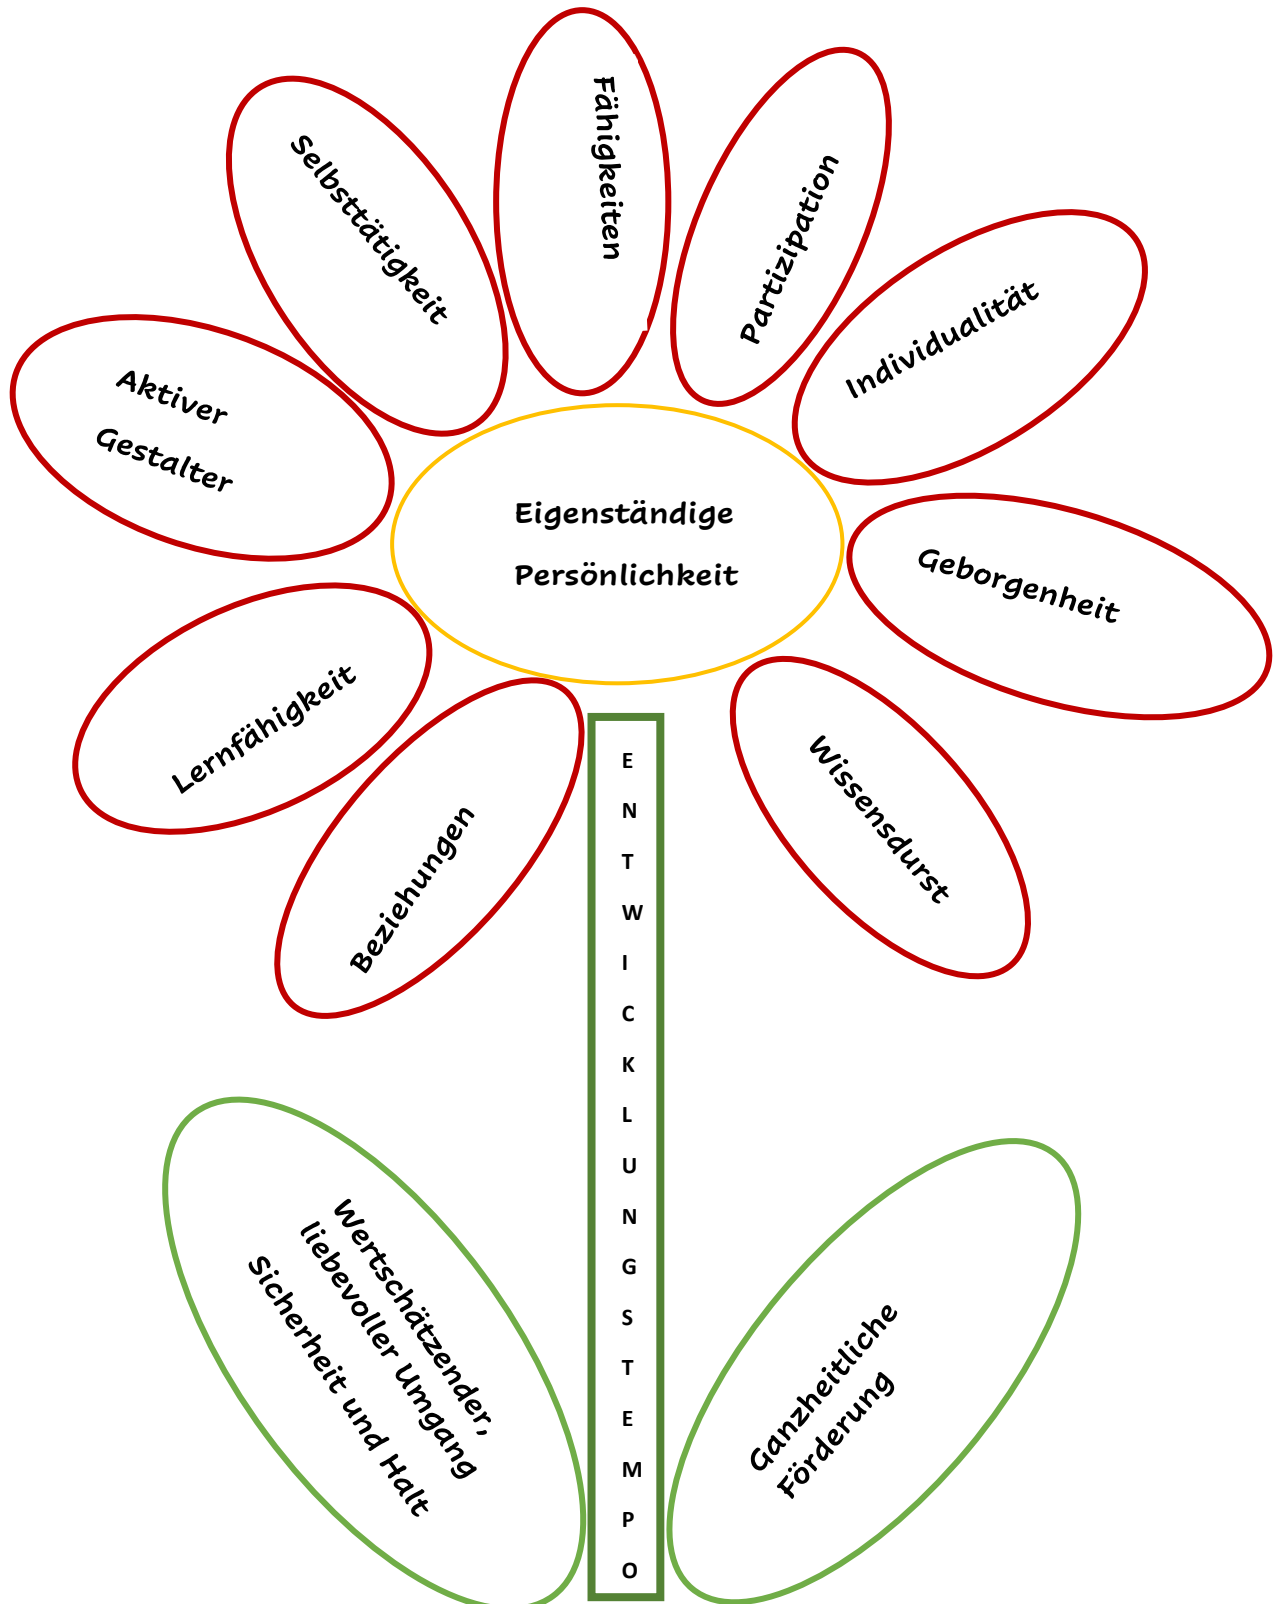 Fähigkeiten
Partizipation
Selbsttätigkeit
Individualität
Aktiver
Gestalter
Eigenständige
Persönlichkeit
Geborgenheit
Lernfähigkeit
Wissensdurst
Beziehungen
E
N
T
W
I
C
K
L
U
N
G
S
T
E
M
P
O
Wertschätzender,
liebevoller Umgang
Sicherheit und Halt
Ganzheitliche
Förderung